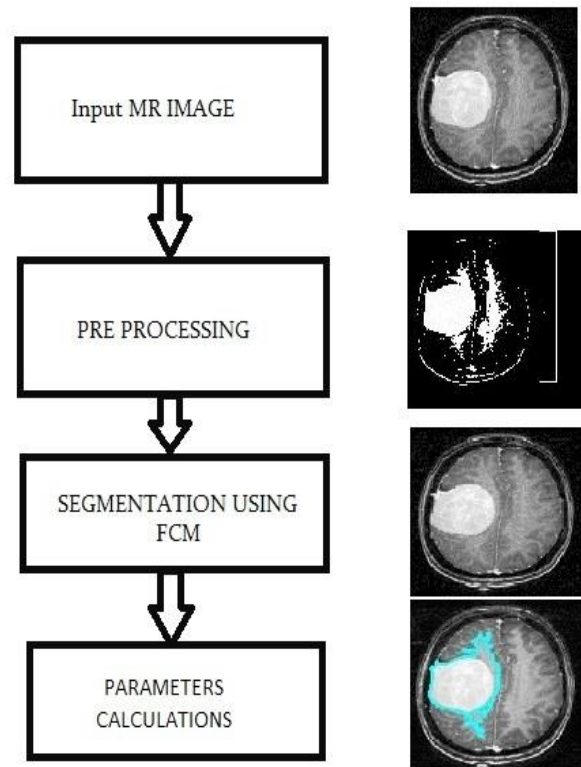 Input MR IMAGE
PRE PROCESSING
SEGMENTATION USING
FCM
PARAMETERS
CALCULATIONS